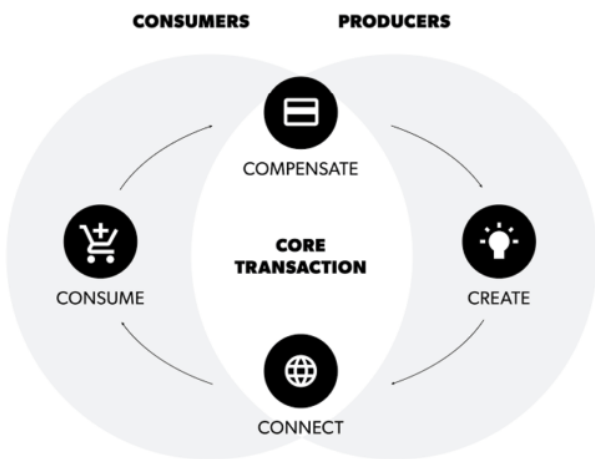 CONSUMERS
PRODUCERS
COMPENSATE
CORE
TRANSACTION
CONSUME
CREATE
CONNECT